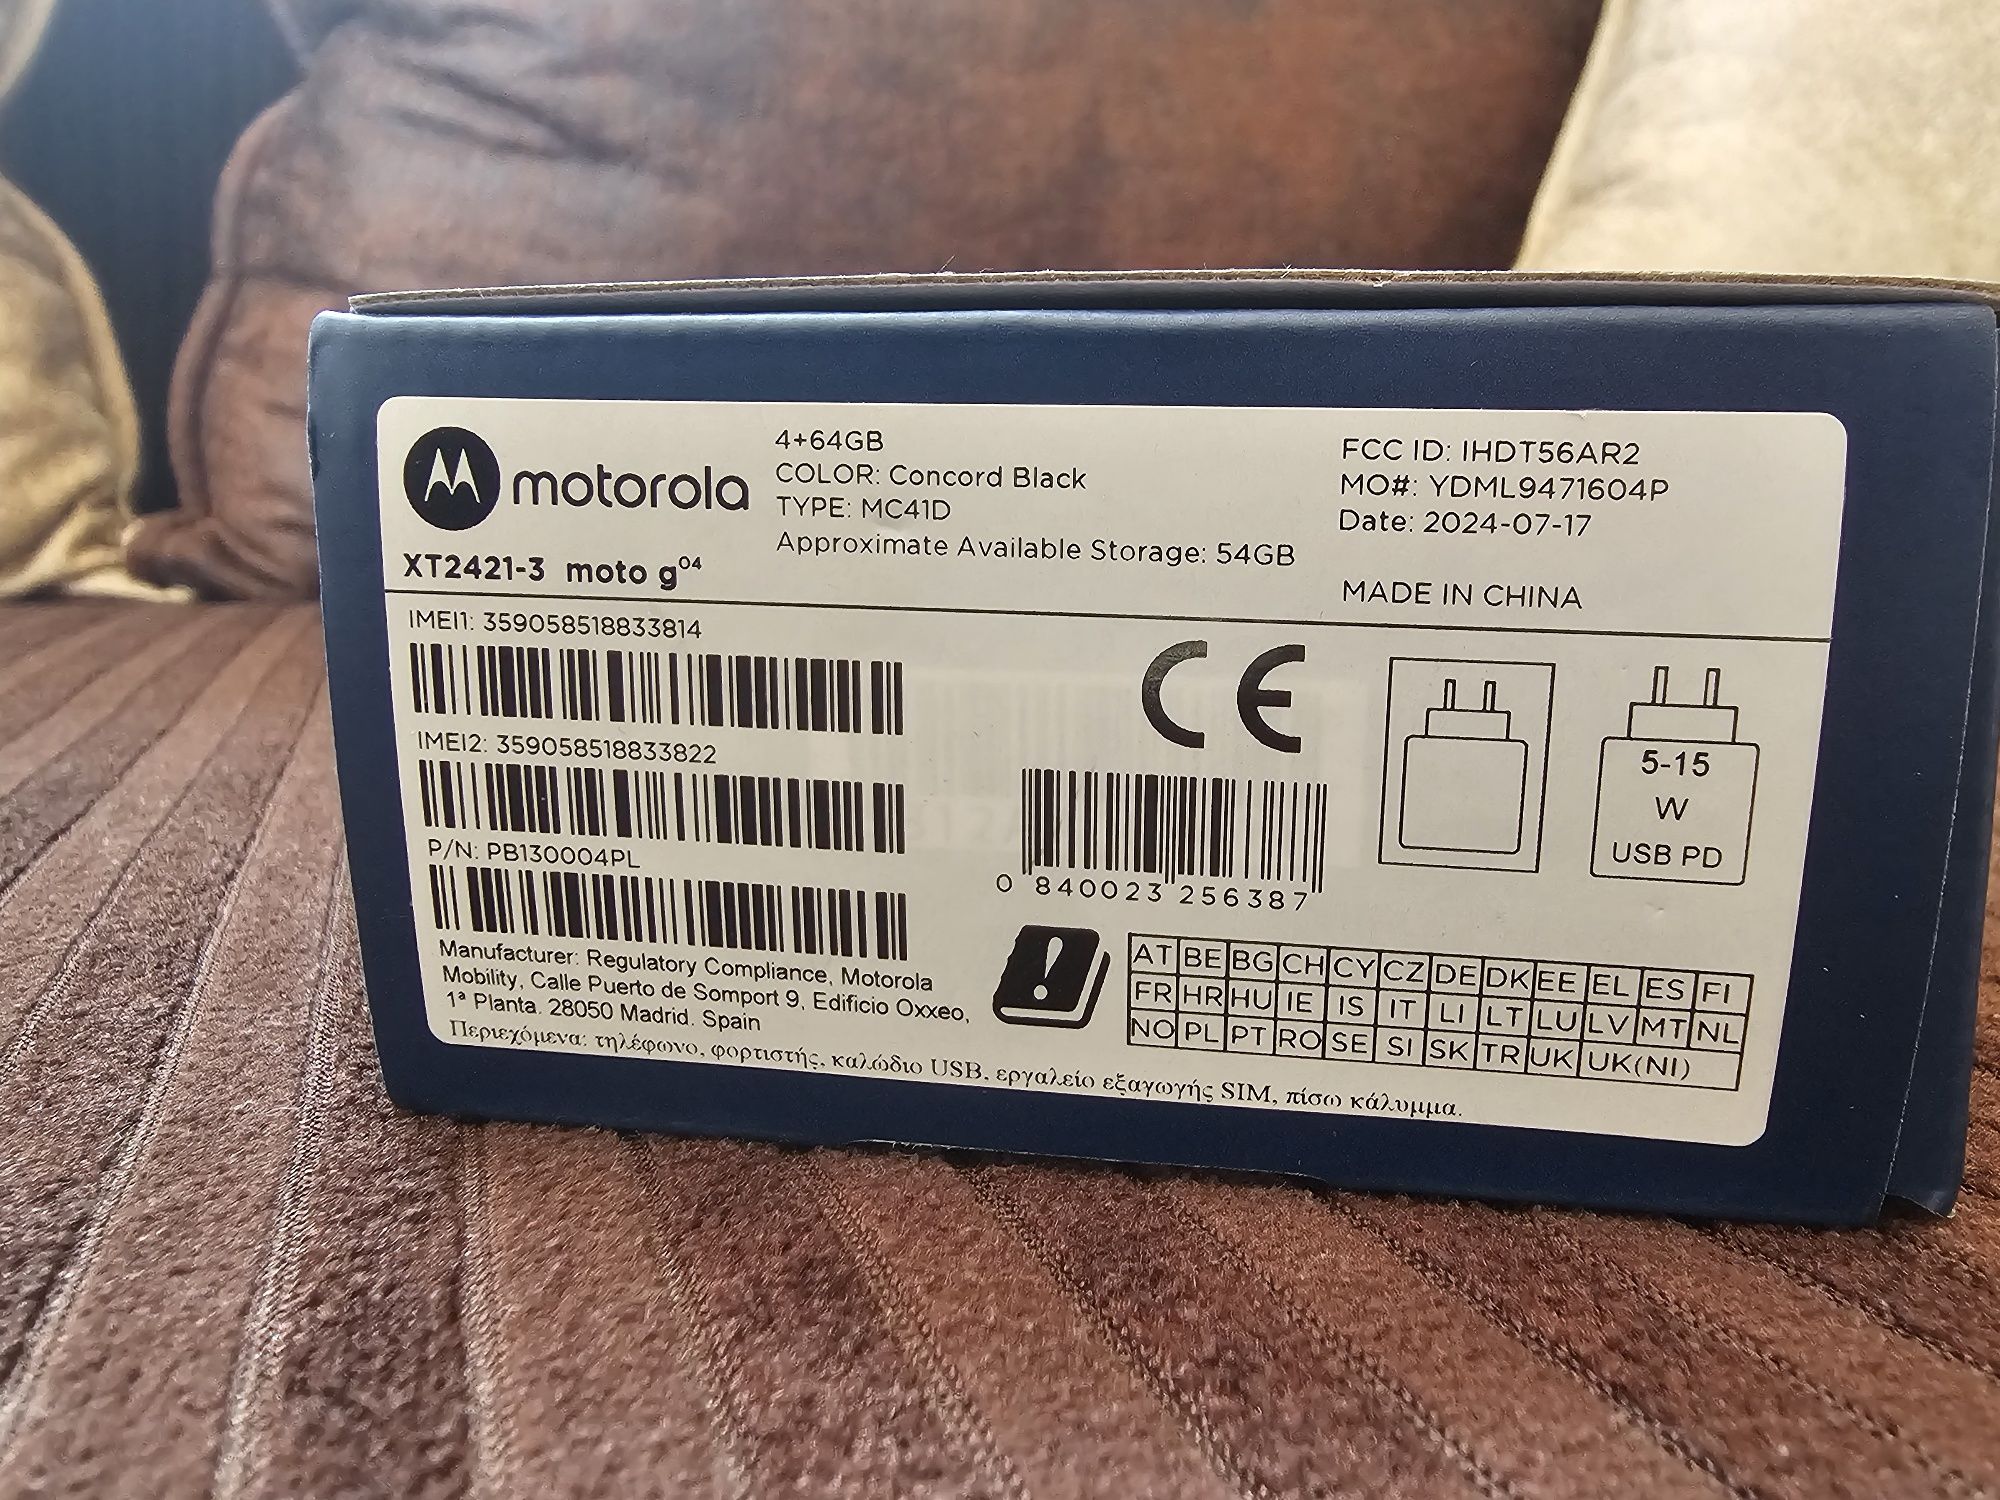 motorola
XT2421-3 moto g04
4+64GB
COLOR: Concord Black
TYPE: MC41D
Approximate Available Storage: 54GB
FCC ID: IHDT56AR2
MO#: YDML9471604P
Date: 2024-07-17
MADE IN CHINA
IMEI1: 359058518833814
IMEI2: 359058518833822
P/N: PB130004PL
Manufacturer: Regulatory Compliance, Motorola
Mobility, Calle Puerto de Somport 9, Edificio Oxxeo,
1ª Planta. 28050 Madrid. Spain
Περιεχόμενα: τηλέφωνο, φορτιστής, καλώδιο USB, εργαλείο εξαγωγής SIM, πίσω κάλυμμα.
CE
0 840023 256387
5-15
W
USB PD
AT BE BG CH CY CZ DE DK EE EL ES FI
FR HR HU IE IS IT LI LT LU LV MT NL
NO PL PT RO SE SI SK TR UK UK(NI)